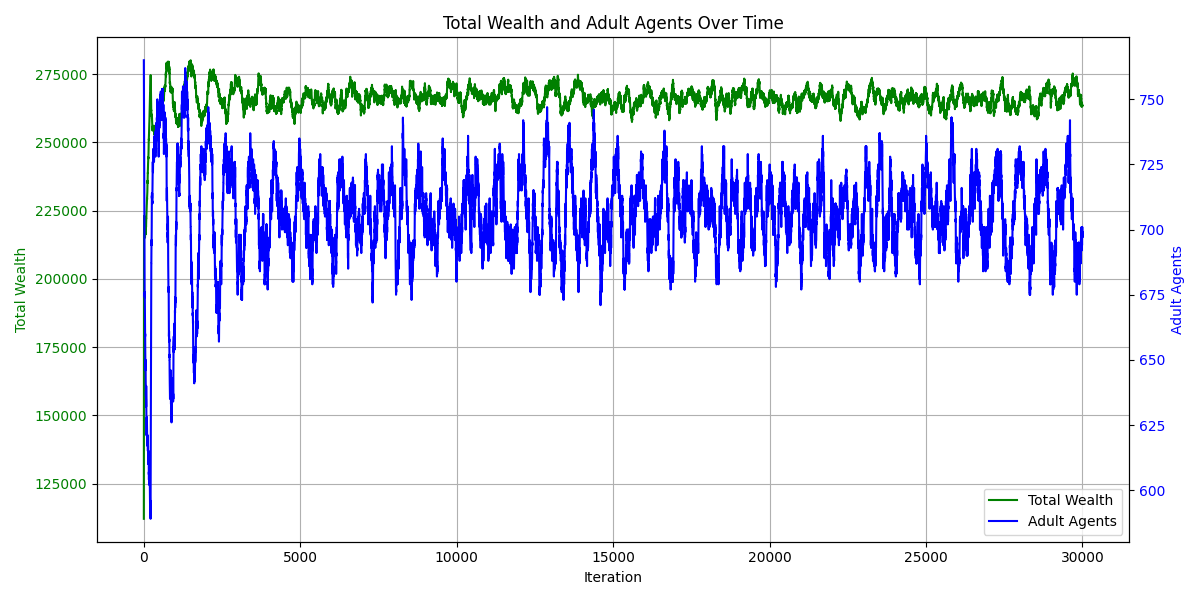 Total Wealth and Adult Agents Over Time
Total Wealth
275000
250000
225000
200000
175000
150000
125000
750
725
700
675
650
625
600
Adult Agents
0 5000 10000 15000 20000 25000 30000
Iteration
Total Wealth
Adult Agents